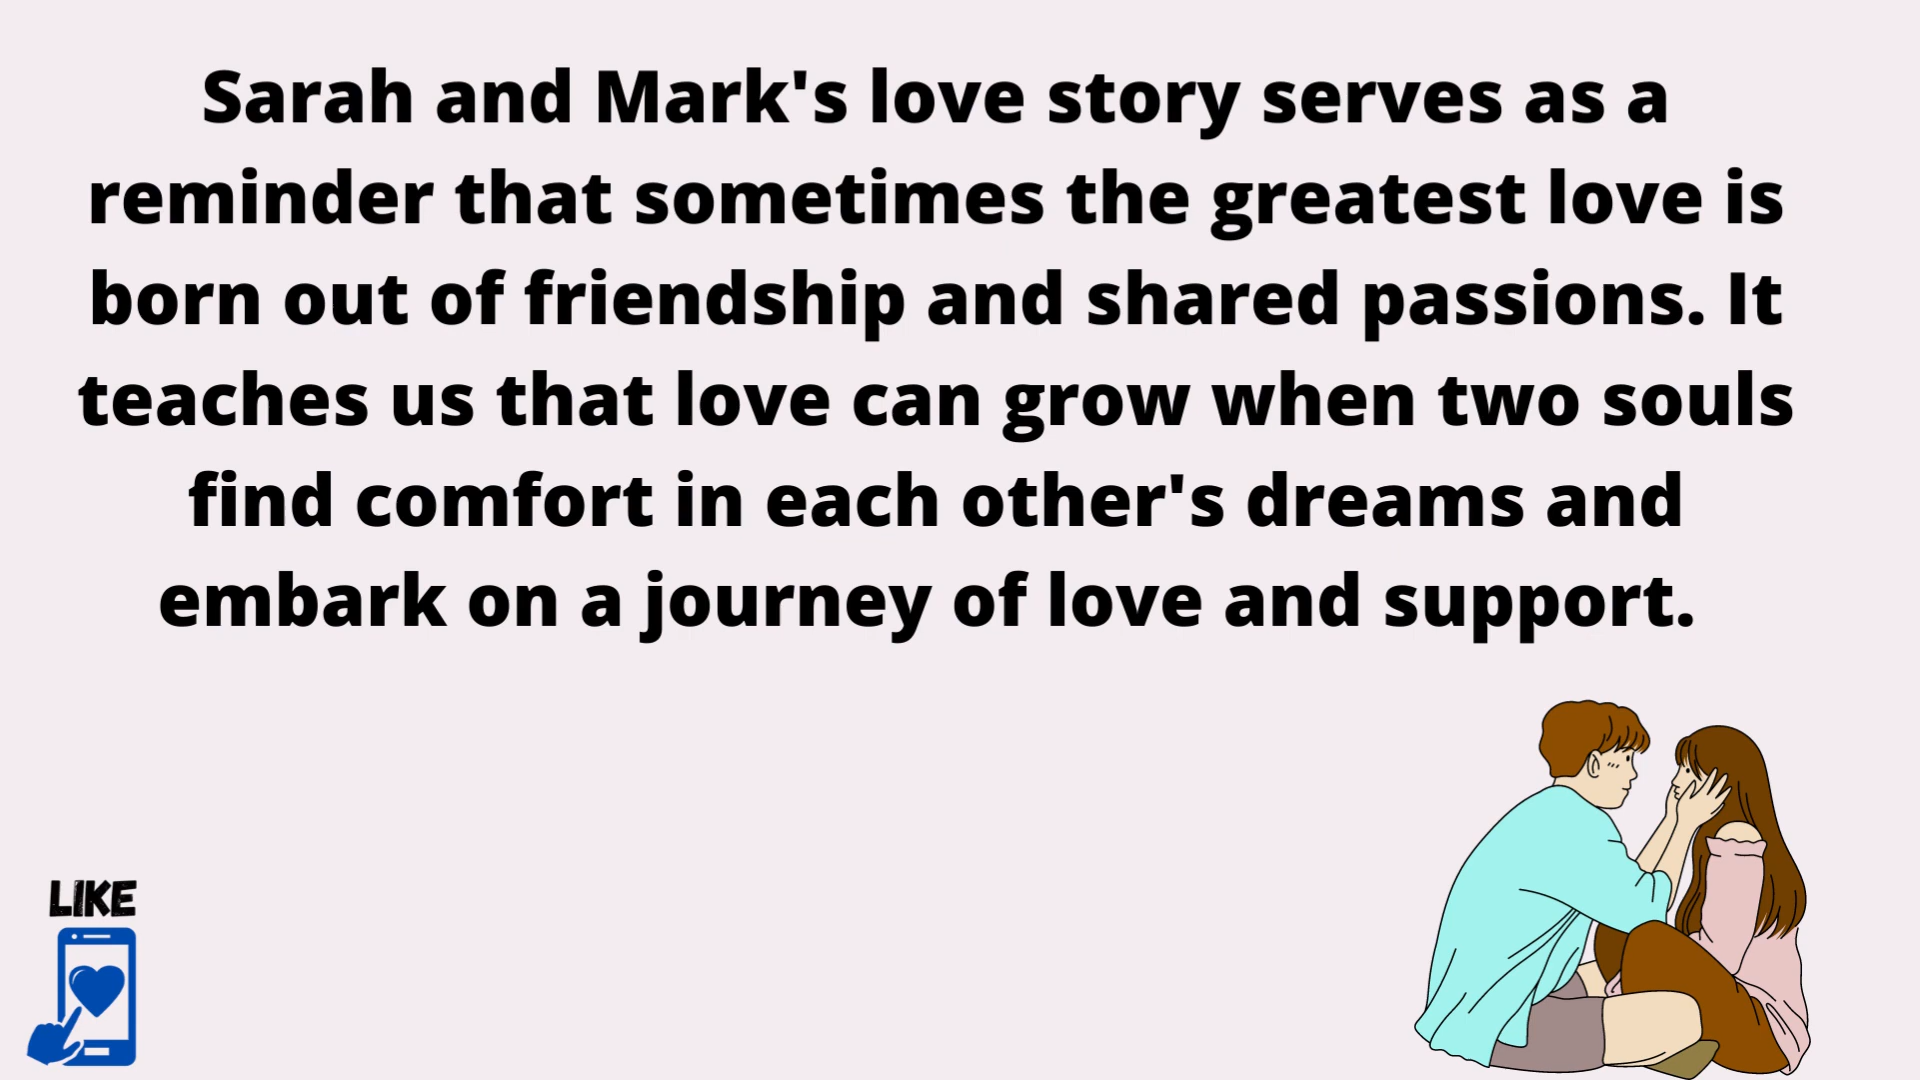 Sarah and Mark's love story serves as a
reminder that sometimes the greatest love is
born out of friendship and shared passions. It
teaches us that love can grow when two souls
find comfort in each other's dreams and
embark on a journey of love and support.
LIKE